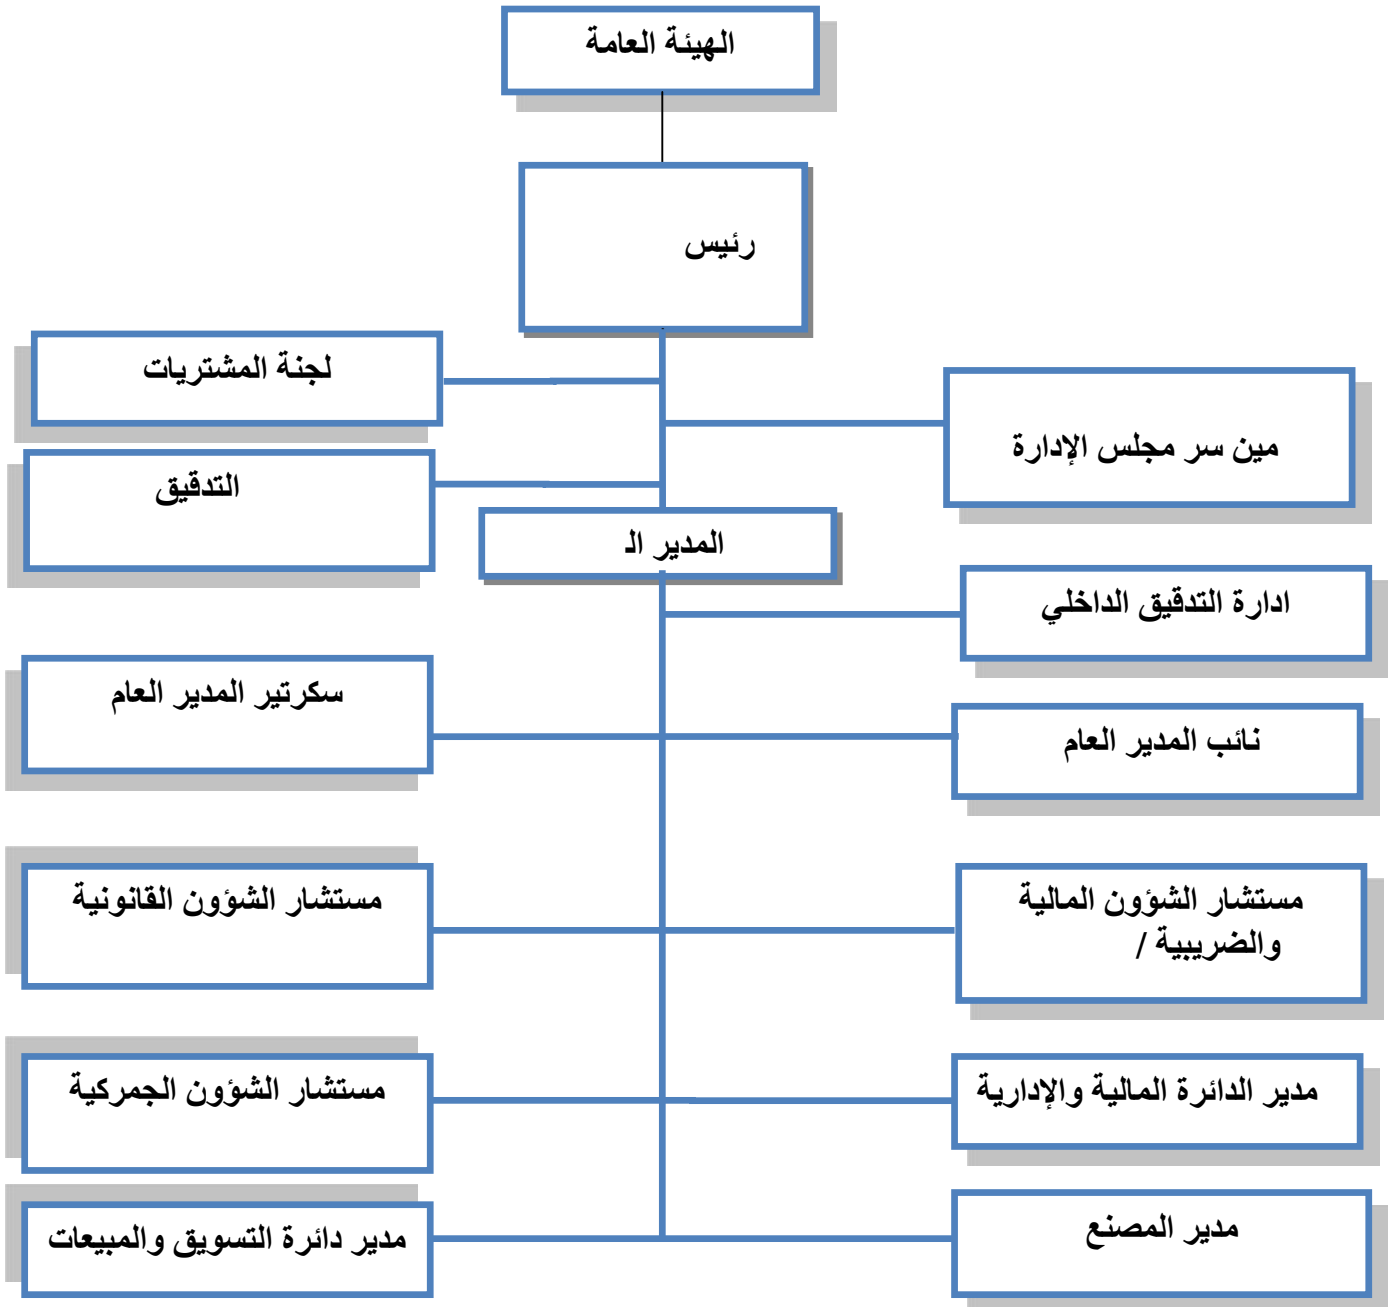 الهيئة العامة
رئيس
لجنة المشتريات
مين سر مجلس الإدارة
التدقيق
المدير الـ
ادارة التدقيق الداخلي
سكرتير المدير العام
نائب المدير العام
مستشار الشؤون القانونية
مستشار الشؤون المالية
والضريبية /
مستشار الشؤون الجمركية
مدير الدائرة المالية والإدارية
مدير دائرة التسويق والمبيعات
مدير المصنع